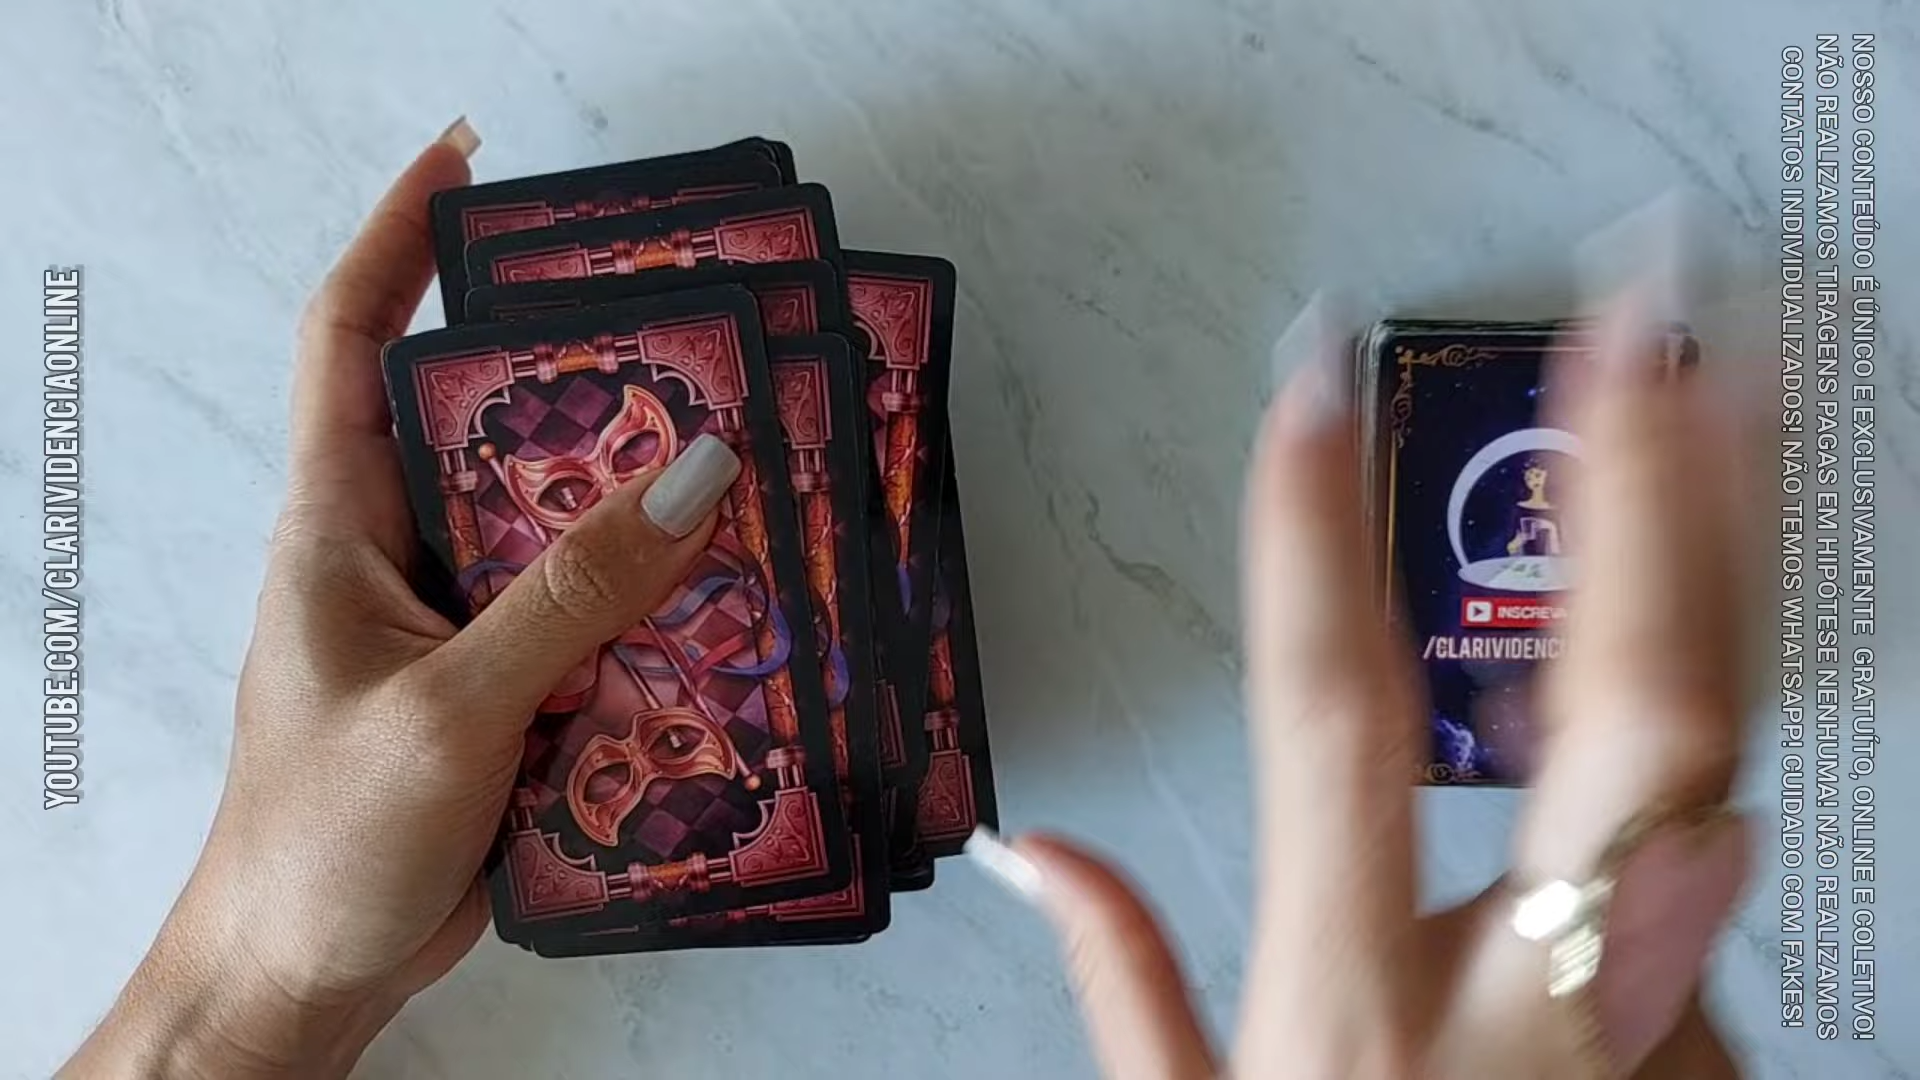 YOUTUBE.COM/CLARIVIDENCIAONLINE
NOSSO CONTEÚDO É ÚNICO E EXCLUSIVAMENTE GRATUÍTO, ONLINE E COLETIVO!
NÃO REALIZAMOS TIRAGENS PAGAS EM HIPÓTESE NENHUMA! NÃO REALIZAMOS
CONTATOS INDIVIDUALIZADOS! NÃO TEMOS WHATSAPP! CUIDADO COM FAKES!
INSCREVA
/CLARIVIDENCI